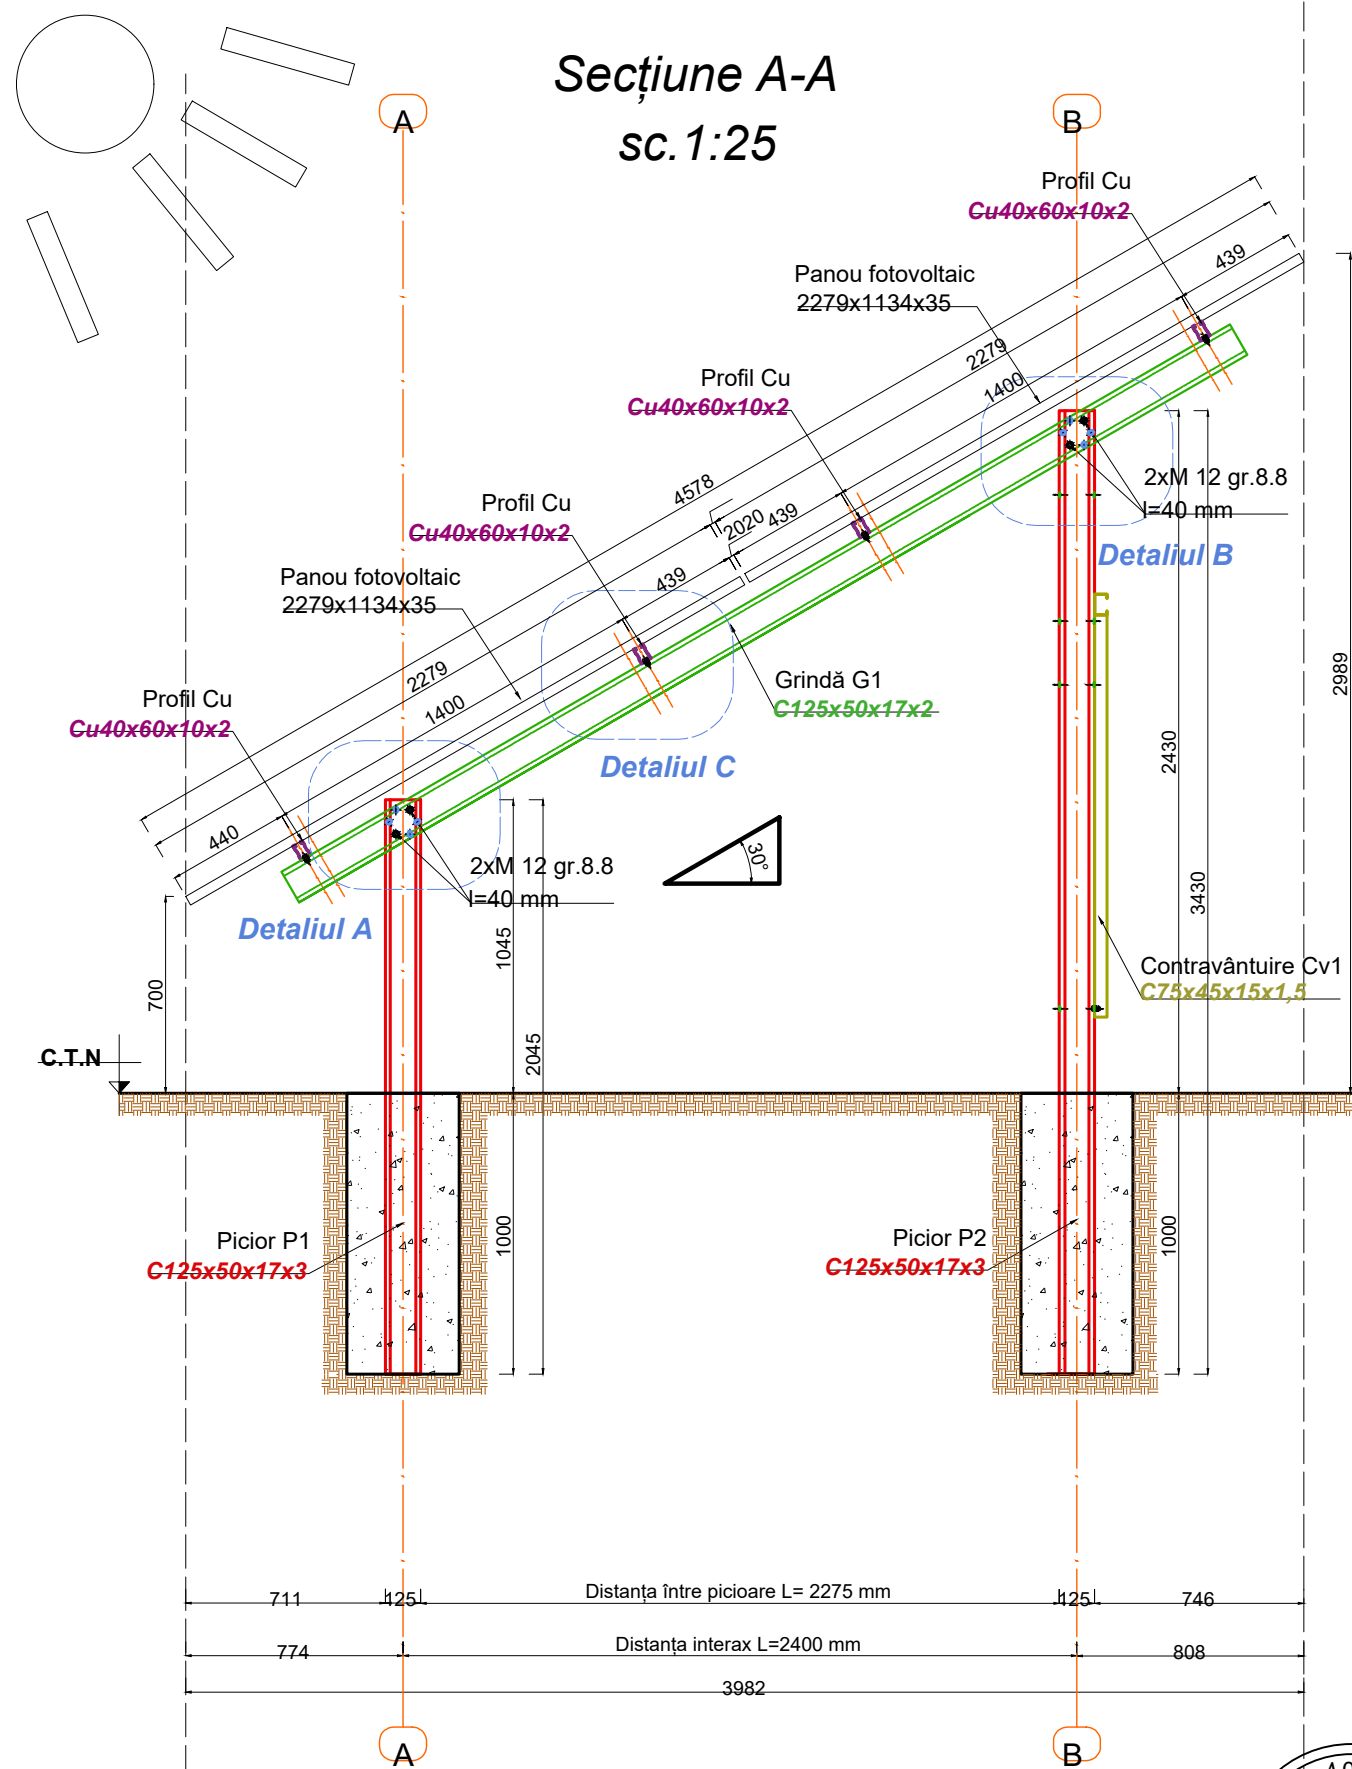 Secțiune A-A
sc.1:25
A
B
Profil Cu
Cu40x60x10x2
439
Panou fotovoltaic
2279x1134x35
2279
1400
Profil Cu
Cu40x60x10x2
4578
2020
439
2xM 12 gr.8.8
l=40 mm
Detaliul B
Profil Cu
Cu40x60x10x2
439
Panou fotovoltaic
2279x1134x35
2279
1400
Grindă G1
C125x50x17x2
Detaliul C
2989
2430
3430
Profil Cu
Cu40x60x10x2
440
30°
2xM 12 gr.8.8
l=40 mm
Detaliul A
1045
2045
700
Contravântuire Cv1
C75x45x15x1,5
C.T.N
Picior P1
C125x50x17x3
1000
Picior P2
C125x50x17x3
1000
711
125
Distanța între picioare L= 2275 mm
125
746
774
Distanța interax L=2400 mm
808
3982
A
B